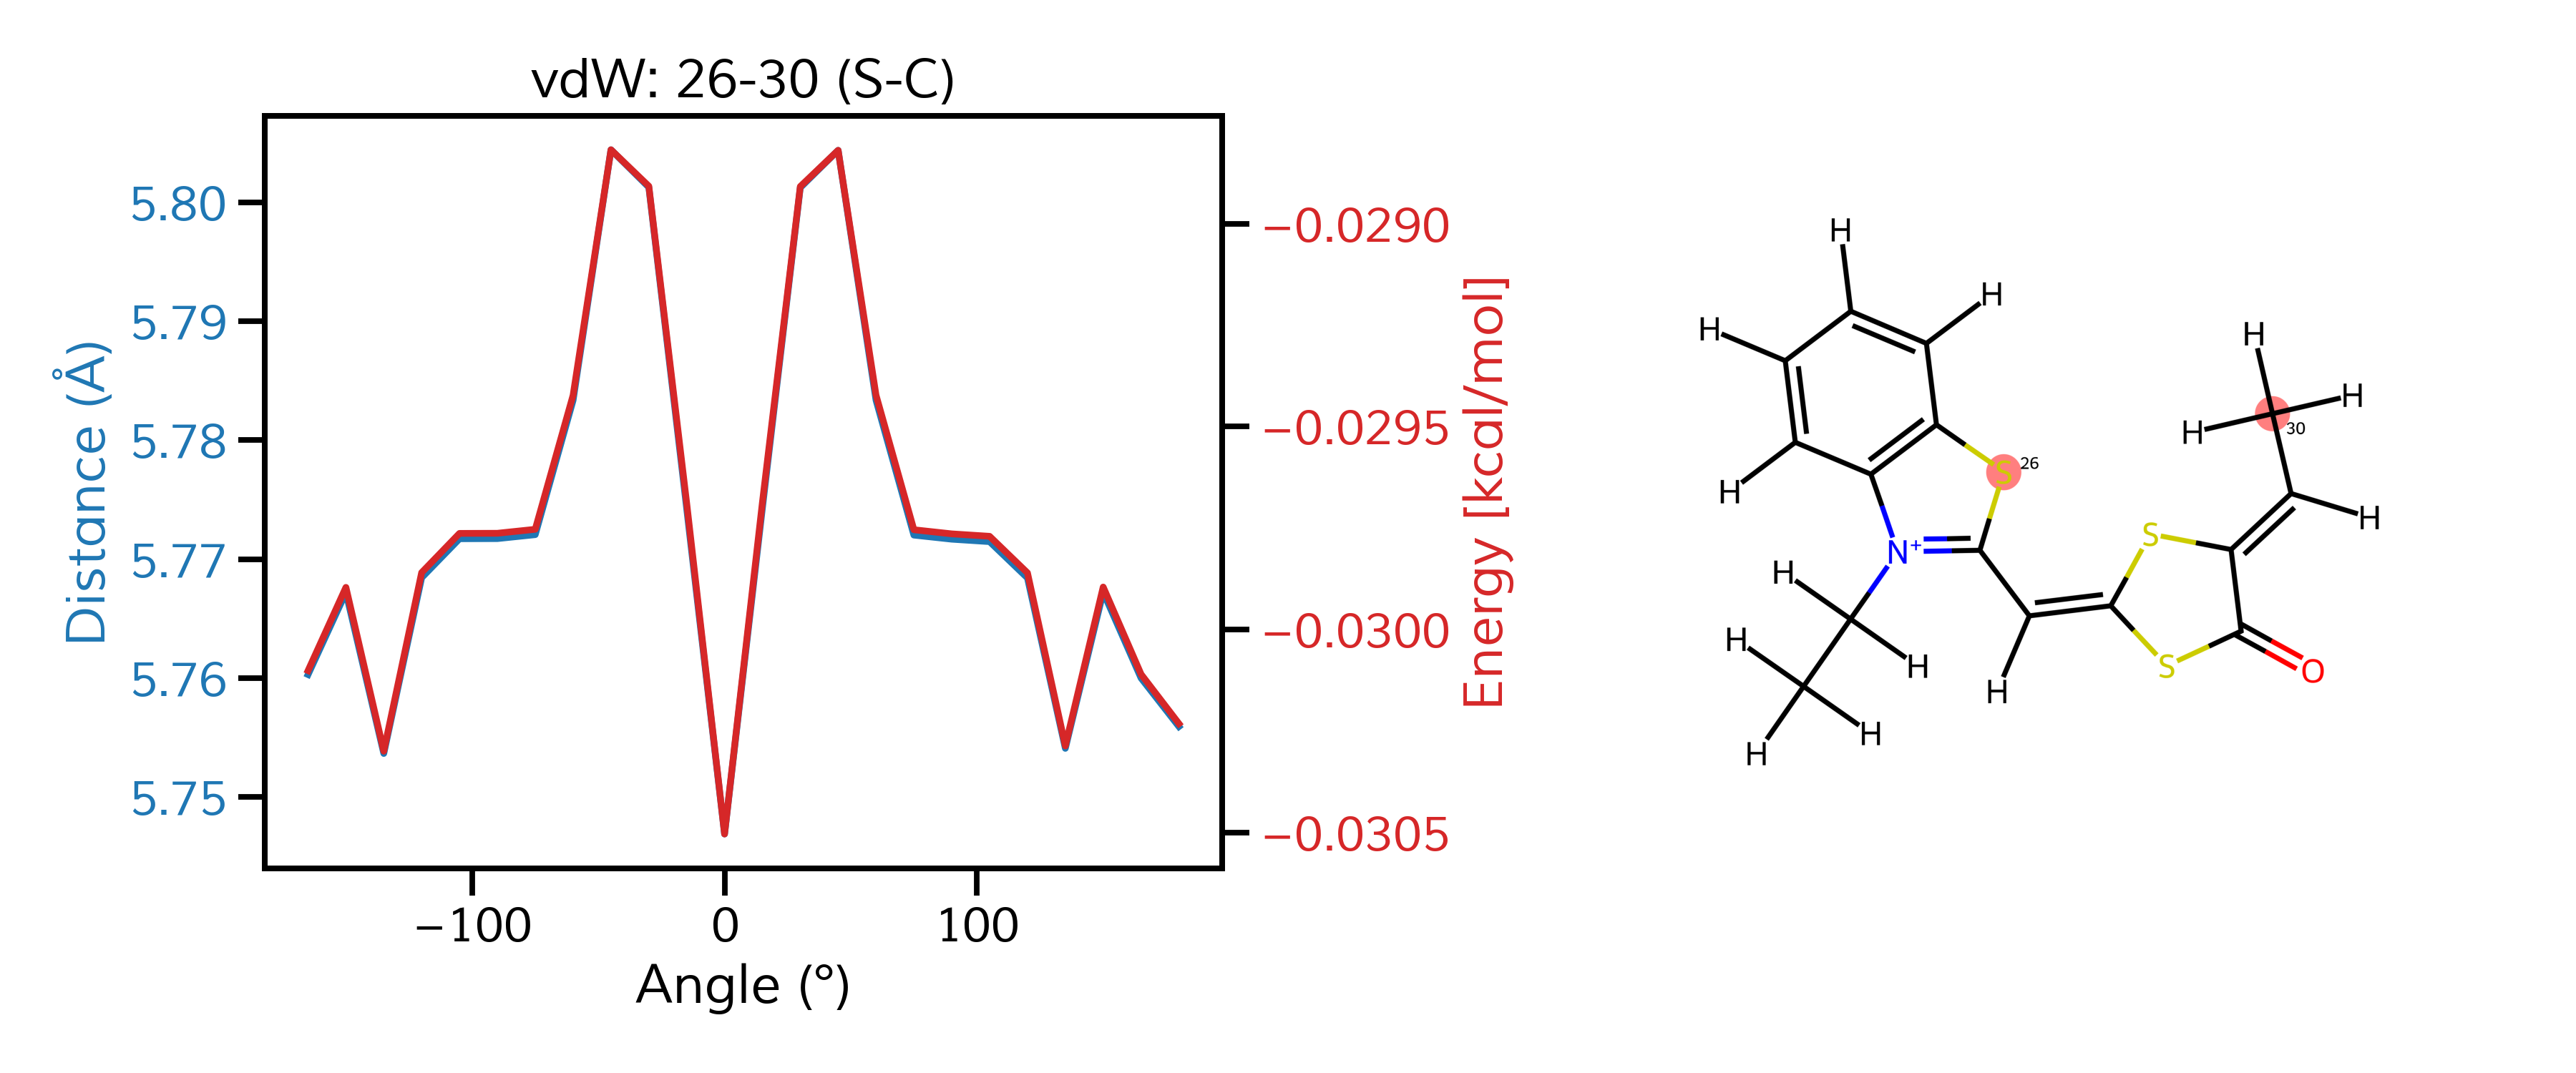 vdW: 26-30 (S-C)
5.80
5.79
5.78
5.77
5.76
5.75
Distance (Å)
−0.0290
−0.0295
−0.0300
−0.0305
Energy [kcal/mol]
−100
0
100
Angle (°)
H
H
H
H
H
H
30
H
S
26
H
H
S
N+
H
H
H
S
O
H
H
H